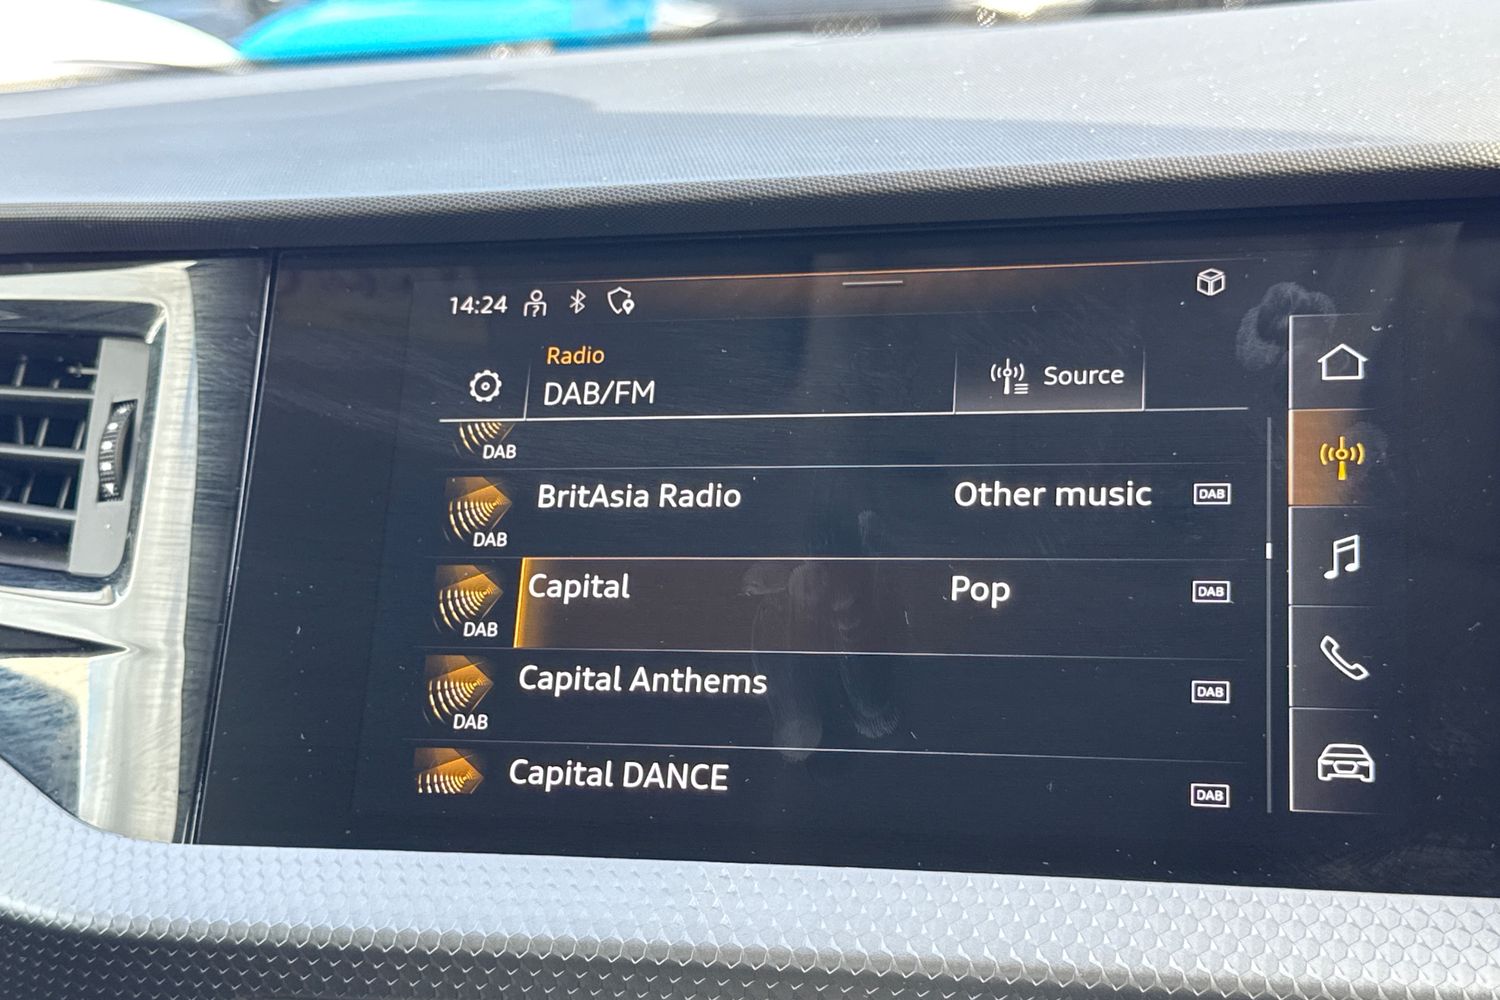 14:24
Radio
DAB/FM
Source
DAB
BritAsia Radio Other music DAB
DAB
Capital Pop DAB
DAB
Capital Anthems DAB
DAB
Capital DANCE DAB